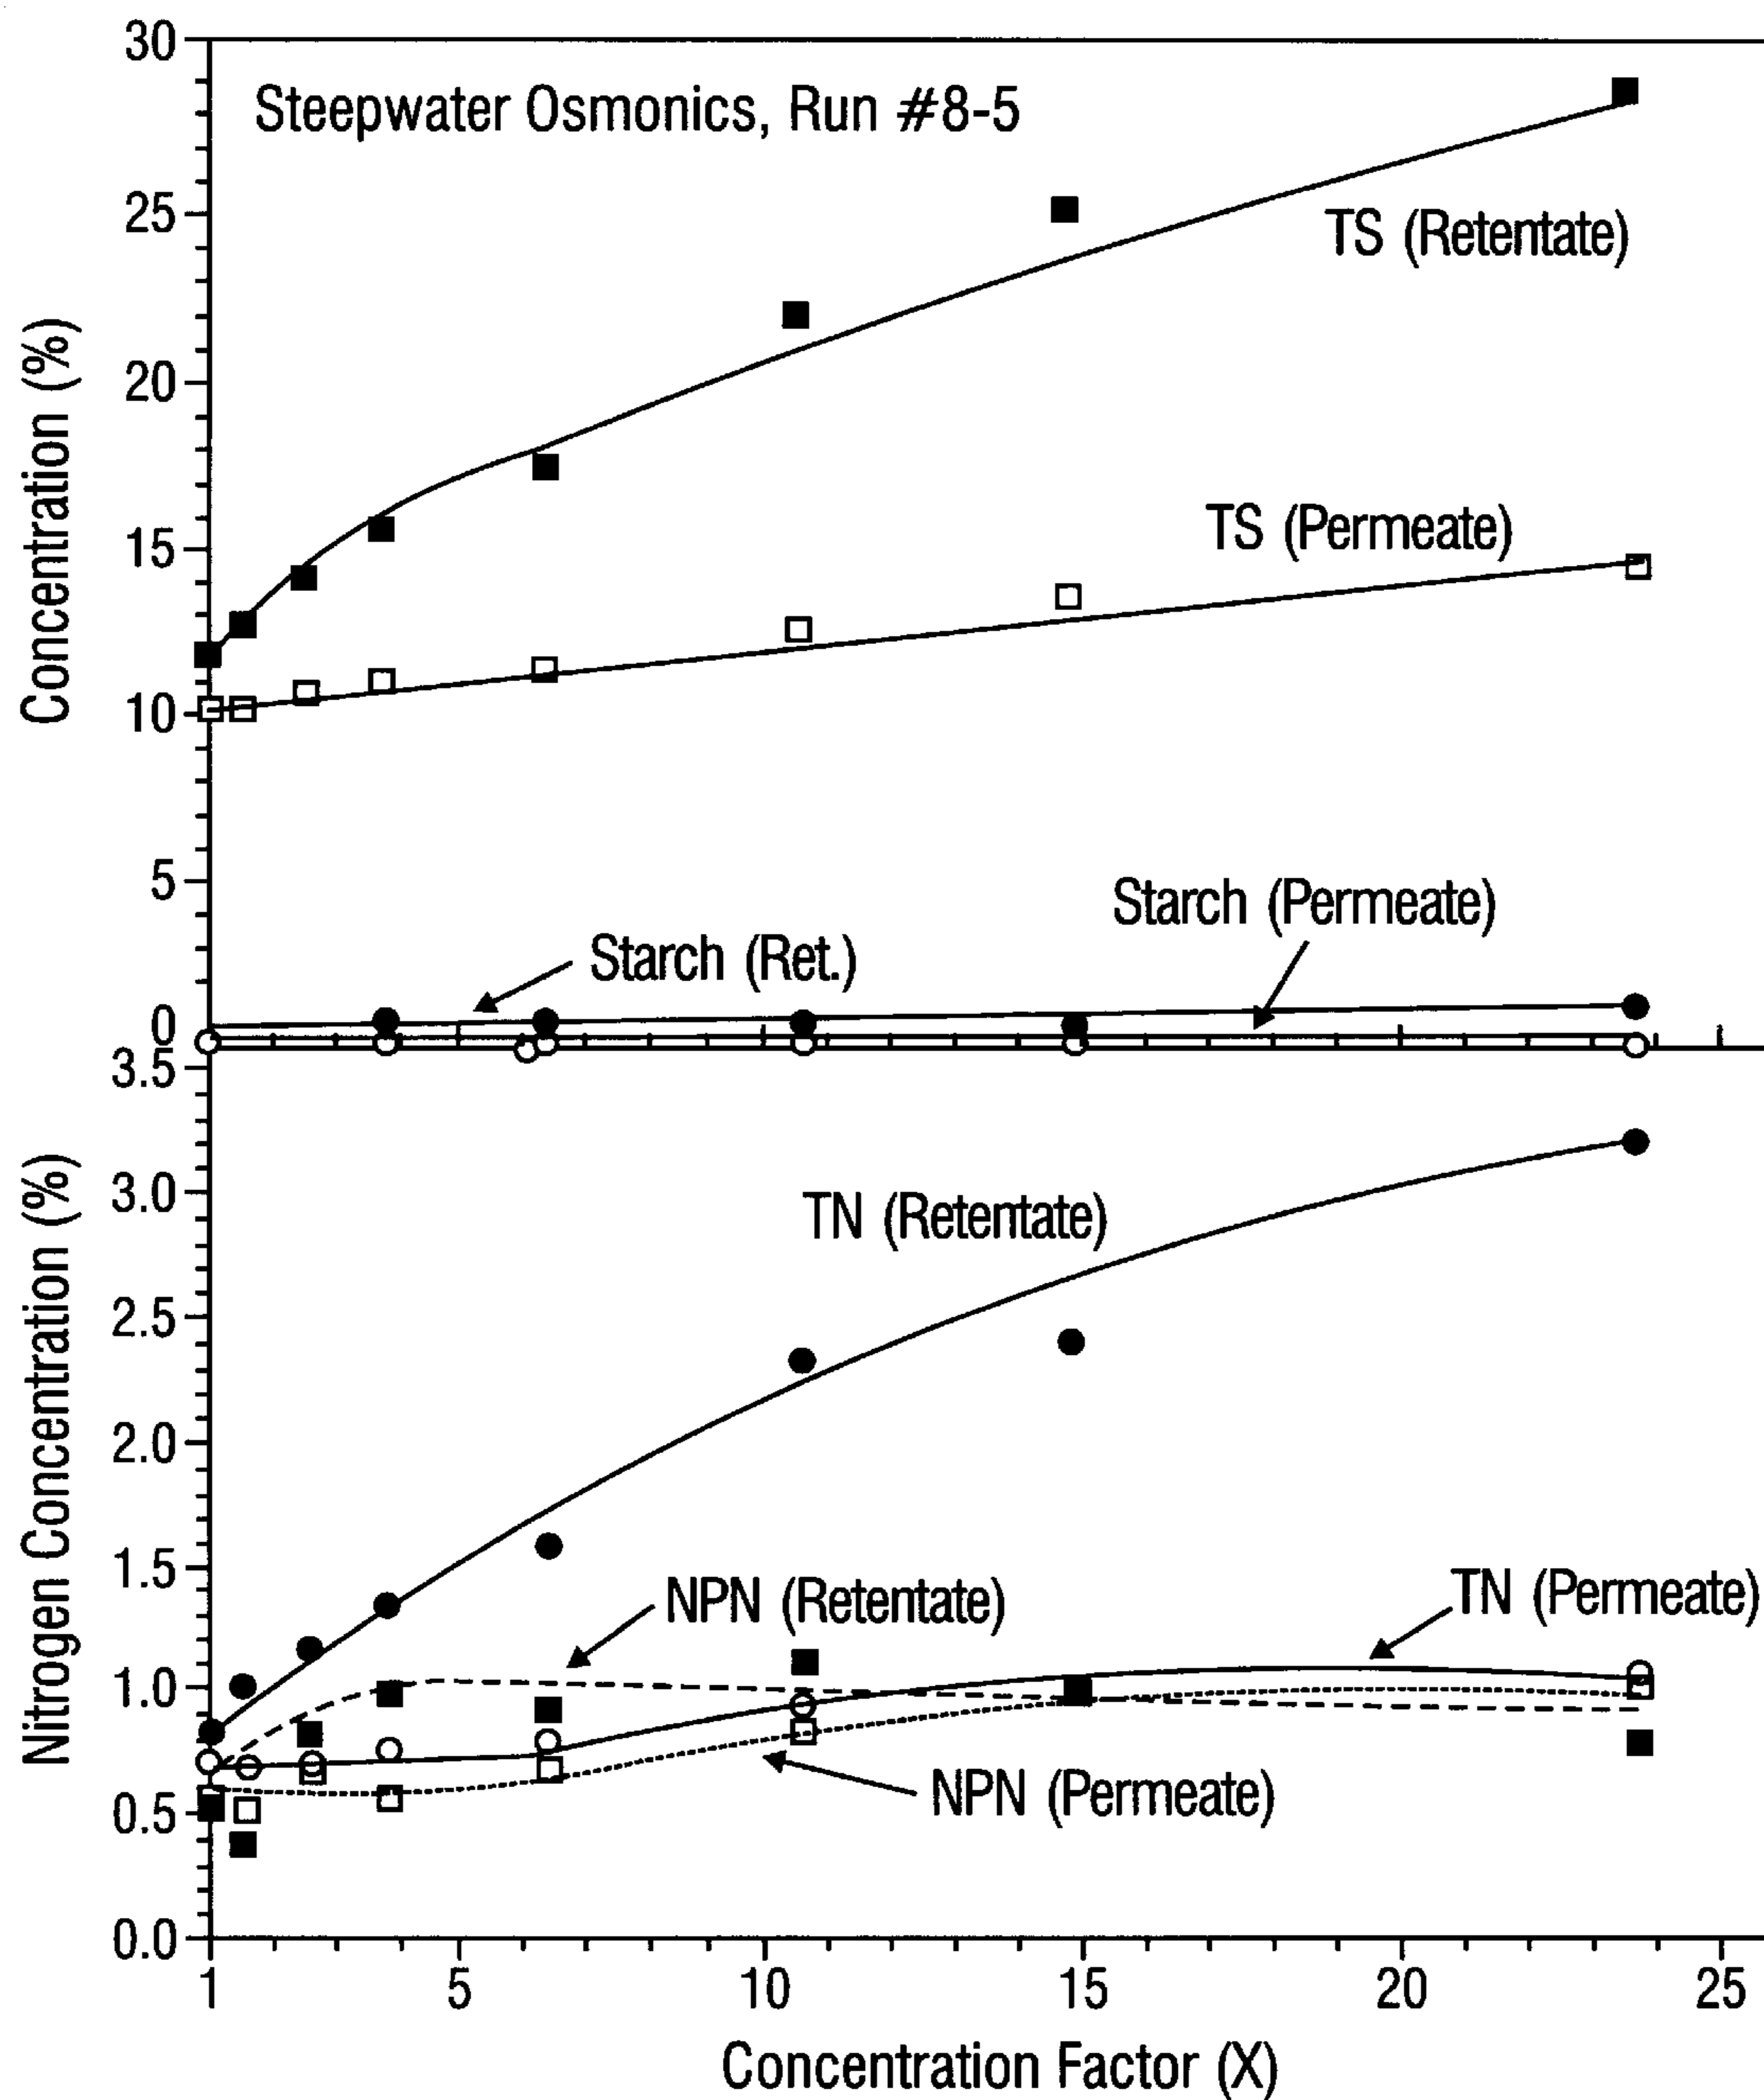 30
Steepwater Osmonics, Run #8-5
25
TS (Retentate)
20
Concentration (%)
TS (Permeate)
15
10
5
Starch (Permeate)
Starch (Ret.)
0
3.5
3.0
TN (Retentate)
2.5
Nitrogen Concentration (%)
2.0
1.5
NPN (Retentate)
TN (Permeate)
1.0
NPN (Permeate)
0.5
0.0
1 5 10 15 20 25
Concentration Factor (X)